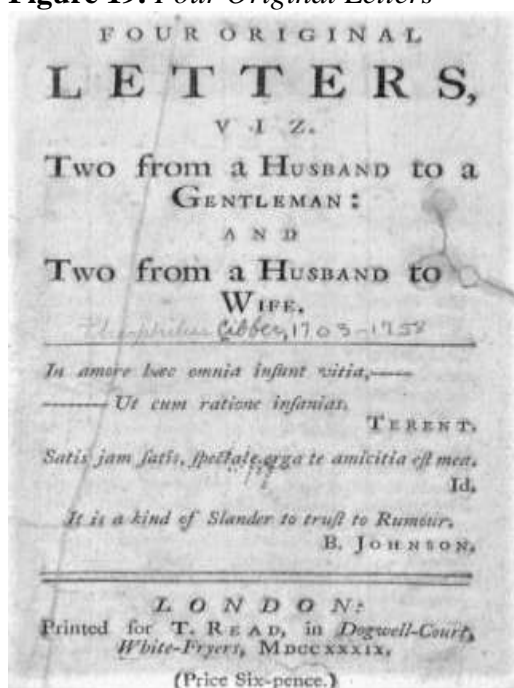 Figure 19. Four Original Letters
FOUR ORIGINAL
LETTERS,
VIZ.
Two from a HUSBAND to a
GENTLEMAN:
AND
Two from a HUSBAND to
WIFE.
Cibber, 1703-1758
In amore hæc omnia inſunt vitia,——
——Ut cum ratione inſanias.
TERENT.
Satis jam ſatis, ſpectata erga te amicitia eſt mea.
Id.
It is a kind of Slander to truſt to Rumour.
B. JOHNSON.
LONDON:
Printed for T. READ, in Dogwell-Court,
White-Fryers, MDCCXXXIX.
(Price Six-pence.)